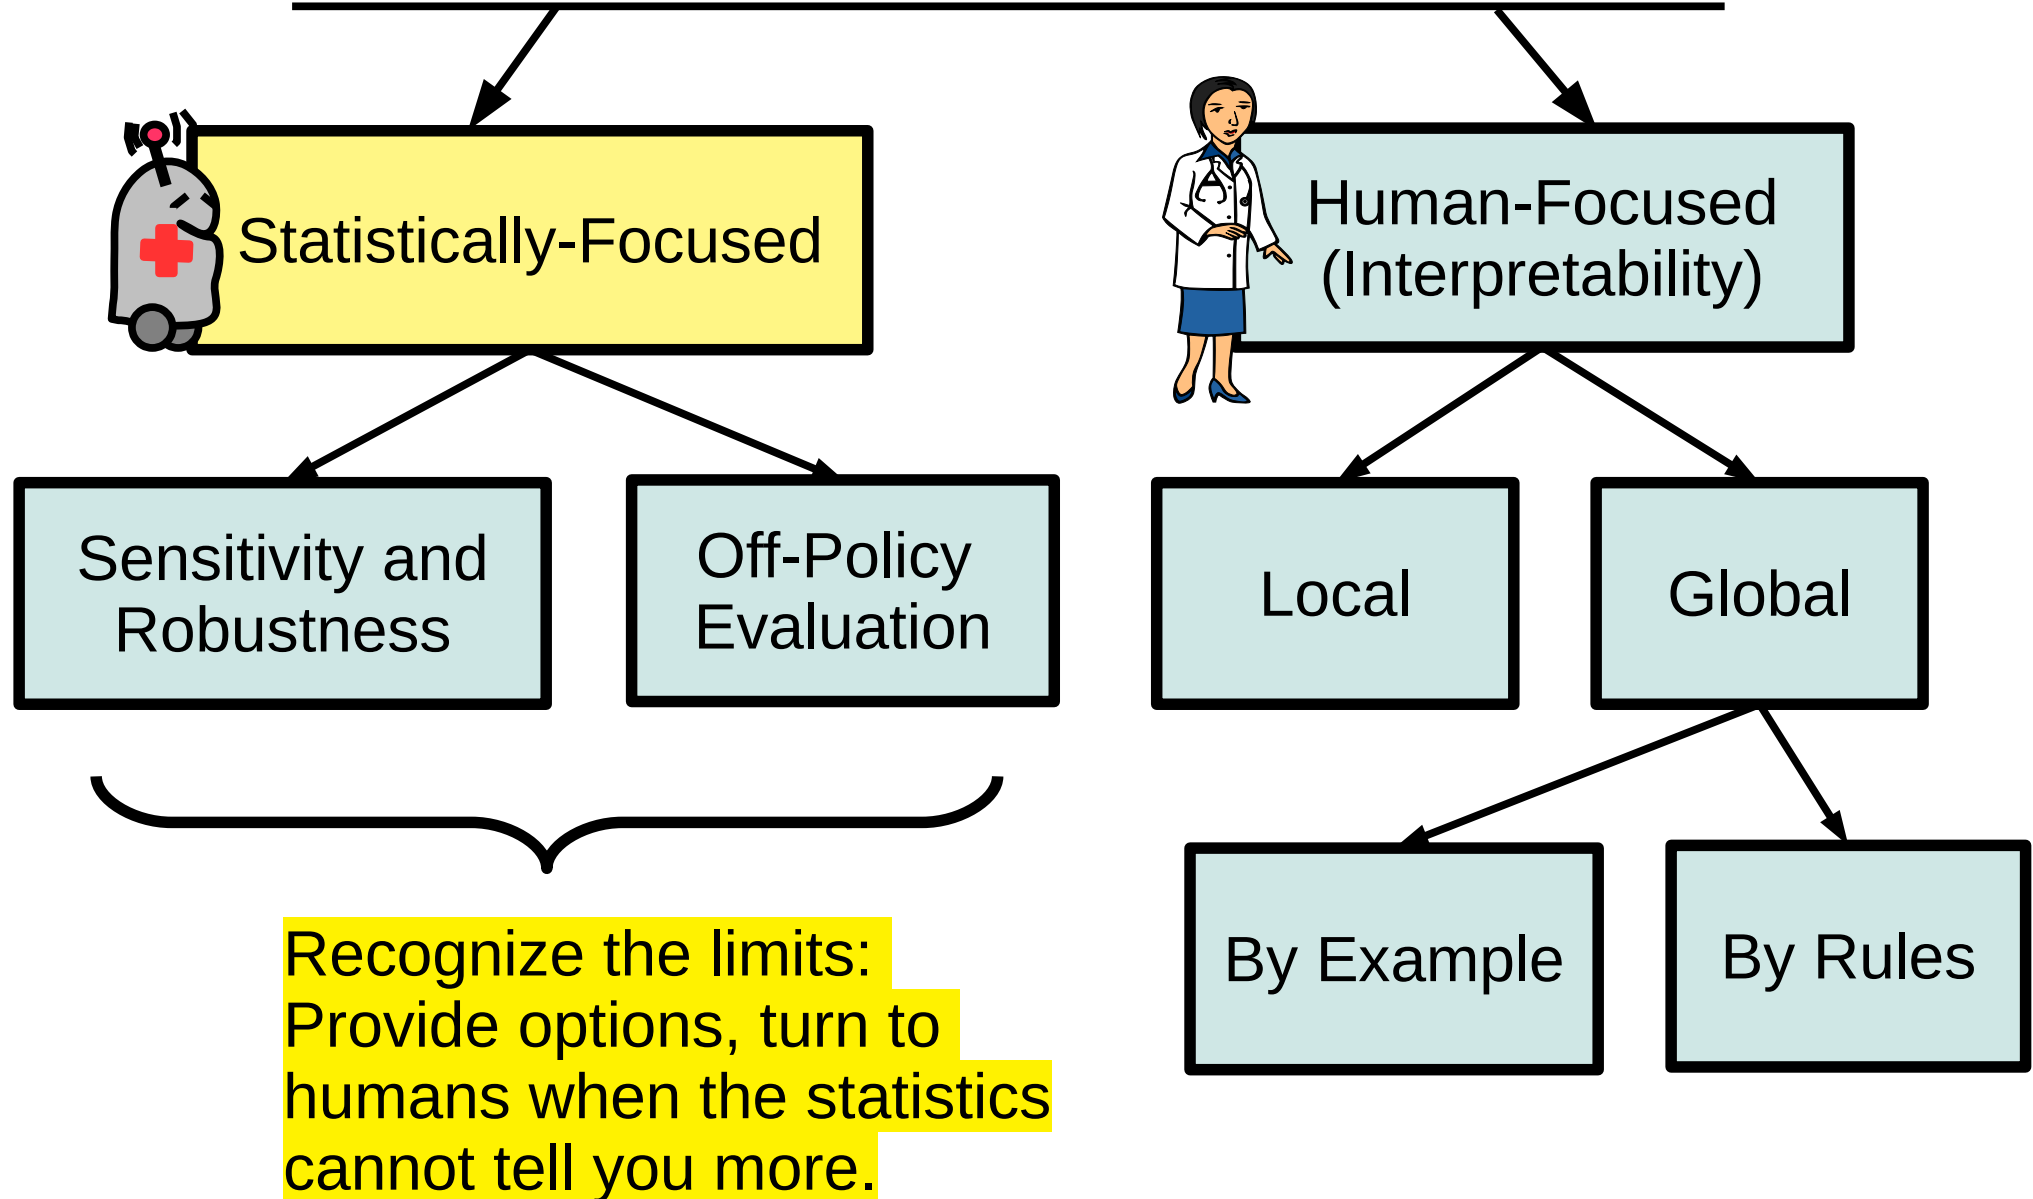 Statistically-Focused
Human-Focused
(Interpretability)
Sensitivity and
Robustness
Off-Policy
Evaluation
Local
Global
By Example
By Rules
Recognize the limits:
Provide options, turn to
humans when the statistics
cannot tell you more.